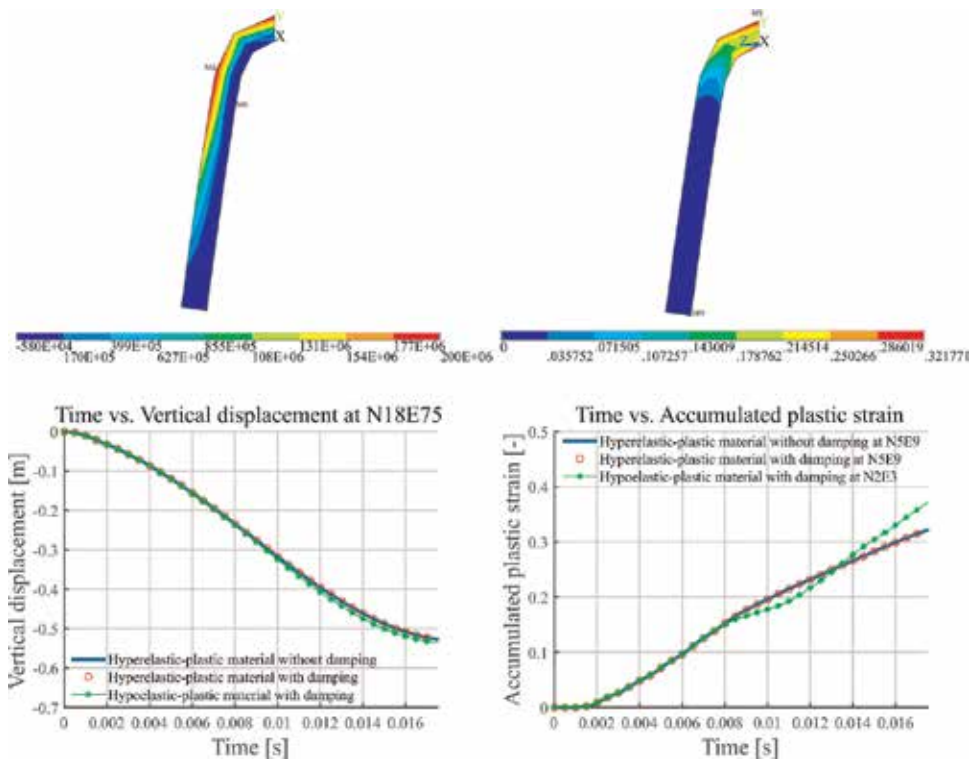 Y
X
MX
MN
MX
Y
Z X
MN
-580E+04 399E+05 855E+05 131E+06 177E+06
170E+05 627E+05 108E+06 154E+06 200E+06
0 .071505 .143009 .214514 .286019
.035752 .107257 .178762 .250266 .321771
Time vs. Vertical displacement at N18E75
Vertical displacement [m]
0
-0.1
-0.2
-0.3
-0.4
-0.5
-0.6
-0.7
Hyperelastic-plastic material without damping
Hyperelastic-plastic material with damping
Hypoelastic-plastic material with damping
0 0.002 0.004 0.006 0.008 0.01 0.012 0.014 0.016
Time [s]
Time vs. Accumulated plastic strain
Accumulated plastic strain [-]
0.5
0.4
0.3
0.2
0.1
0
Hyperelastic-plastic material without damping at N5E9
Hyperelastic-plastic material with damping at N5E9
Hypoelastic-plastic material with damping at N2E3
0 0.002 0.004 0.006 0.008 0.01 0.012 0.014 0.016
Time [s]